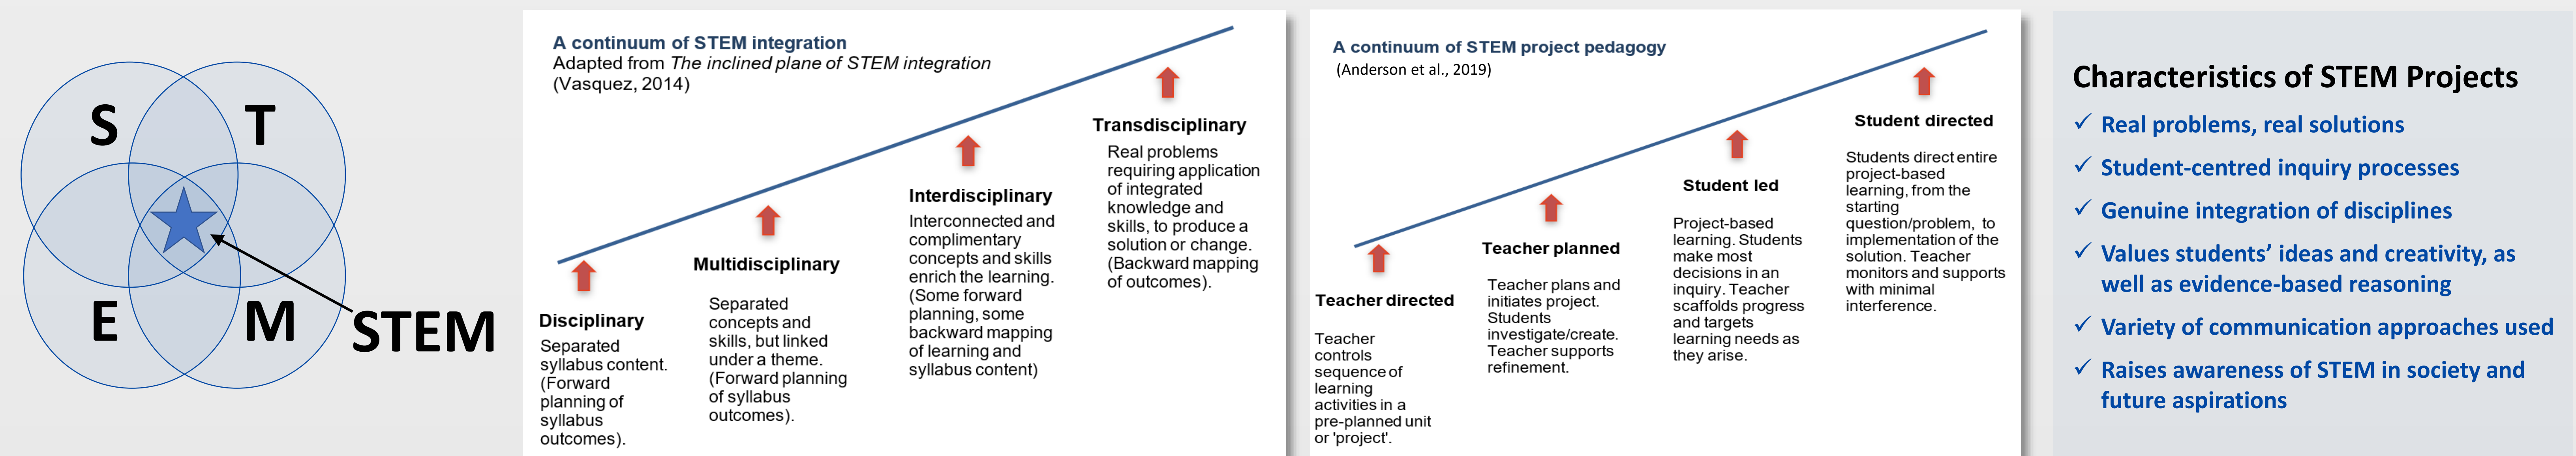 S
T
E
M
STEM
A continuum of STEM integration
Adapted from The inclined plane of STEM integration
(Vasquez, 2014)
Disciplinary
Separated
syllabus content.
(Forward
planning of
syllabus
outcomes).
Multidisciplinary
Separated
concepts and
skills, but linked
under a theme.
(Forward planning
of syllabus
outcomes).
Interdisciplinary
Interconnected and
complimentary
concepts and skills
enrich the learning.
(Some forward
planning, some
backward mapping
of learning and
syllabus content)
Transdisciplinary
Real problems
requiring application
of integrated
knowledge and
skills, to produce a
solution or change.
(Backward mapping
of outcomes).
A continuum of STEM project pedagogy
(Anderson et al., 2019)
Teacher directed
Teacher
controls
sequence of
learning
activities in a
pre-planned unit
or 'project'.
Teacher planned
Teacher plans and
initiates project.
Students
investigate/create.
Teacher supports
refinement.
Student led
Project-based
learning. Students
make most
decisions in an
inquiry. Teacher
scaffolds progress
and targets
learning needs as
they arise.
Student directed
Students direct entire
project-based
learning, from the
starting
question/problem, to
implementation of the
solution. Teacher
monitors and supports
with minimal
interference.
Characteristics of STEM Projects
✓ Real problems, real solutions
✓ Student-centred inquiry processes
✓ Genuine integration of disciplines
✓ Values students’ ideas and creativity, as
well as evidence-based reasoning
✓ Variety of communication approaches used
✓ Raises awareness of STEM in society and
future aspirations